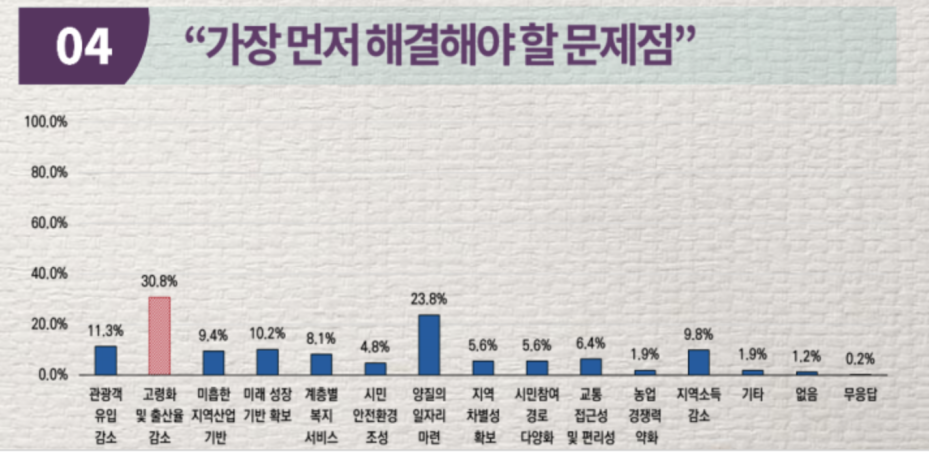 04
“가장 먼저 해결해야 할 문제점”
100.0%
80.0%
60.0%
40.0%
20.0%
0.0%
11.3%
30.8%
9.4%
10.2%
8.1%
4.8%
23.8%
5.6%
5.6%
6.4%
1.9%
9.8%
1.9%
1.2%
0.2%
관광객
유입
감소
고령화
및 출산율
감소
미흡한
지역산업
기반
미래 성장
기반 확보
계층별
복지
서비스
시민
안전환경
조성
양질의
일자리
마련
지역
차별성
확보
시민참여
경로
다양화
교통
접근성
및 편리성
농업
경쟁력
약화
지역소득
감소
기타
없음
무응답